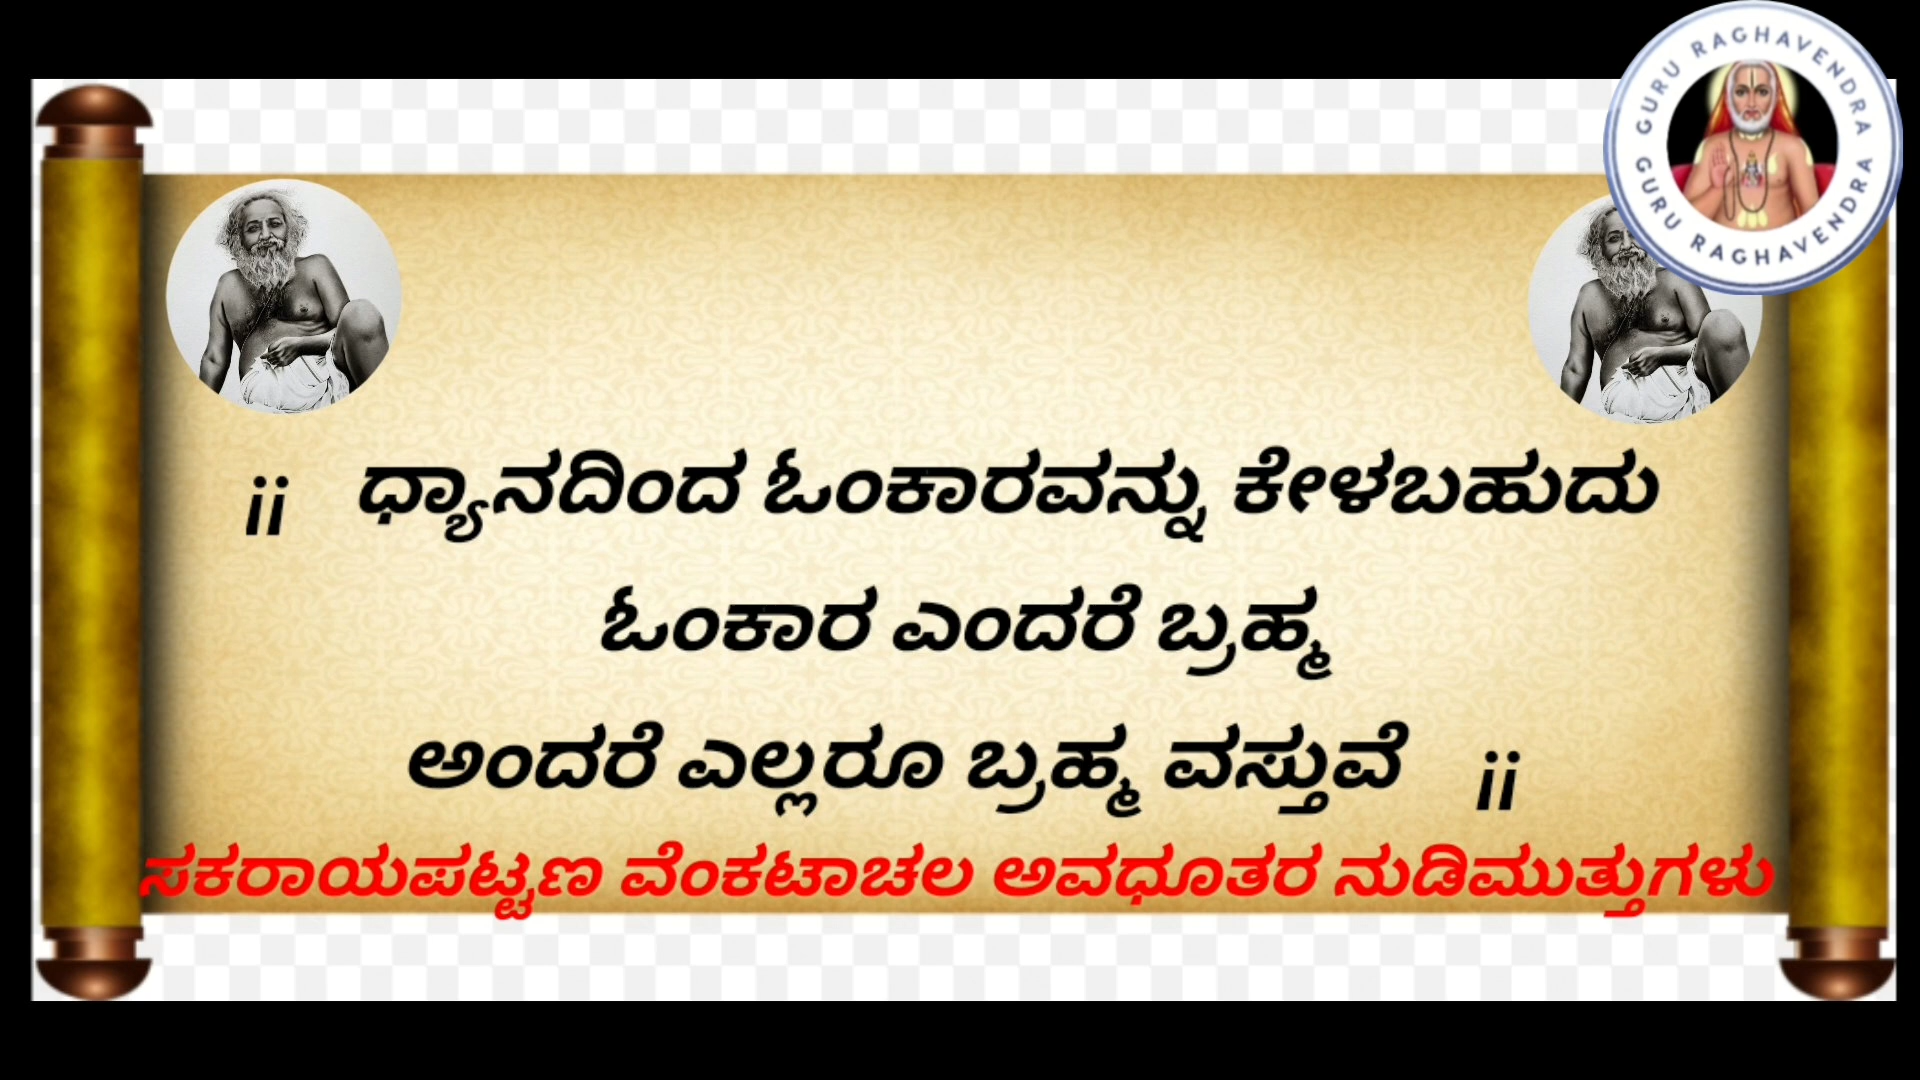 GURU RAGHAVENDRA
GURU RAGHAVENDRA
ii ಧ್ಯಾನದಿಂದ ಓಂಕಾರವನ್ನು ಕೇಳಬಹುದು
ಓಂಕಾರ ಎಂದರೆ ಬ್ರಹ್ಮ
ಅಂದರೆ ಎಲ್ಲರೂ ಬ್ರಹ್ಮ ವಸ್ತುವೆ ii
ಸಕರಾಯಪಟ್ಟಣ ವೆಂಕಟಾಚಲ ಅವಧೂತರ ನುಡಿಮುತ್ತುಗಳು